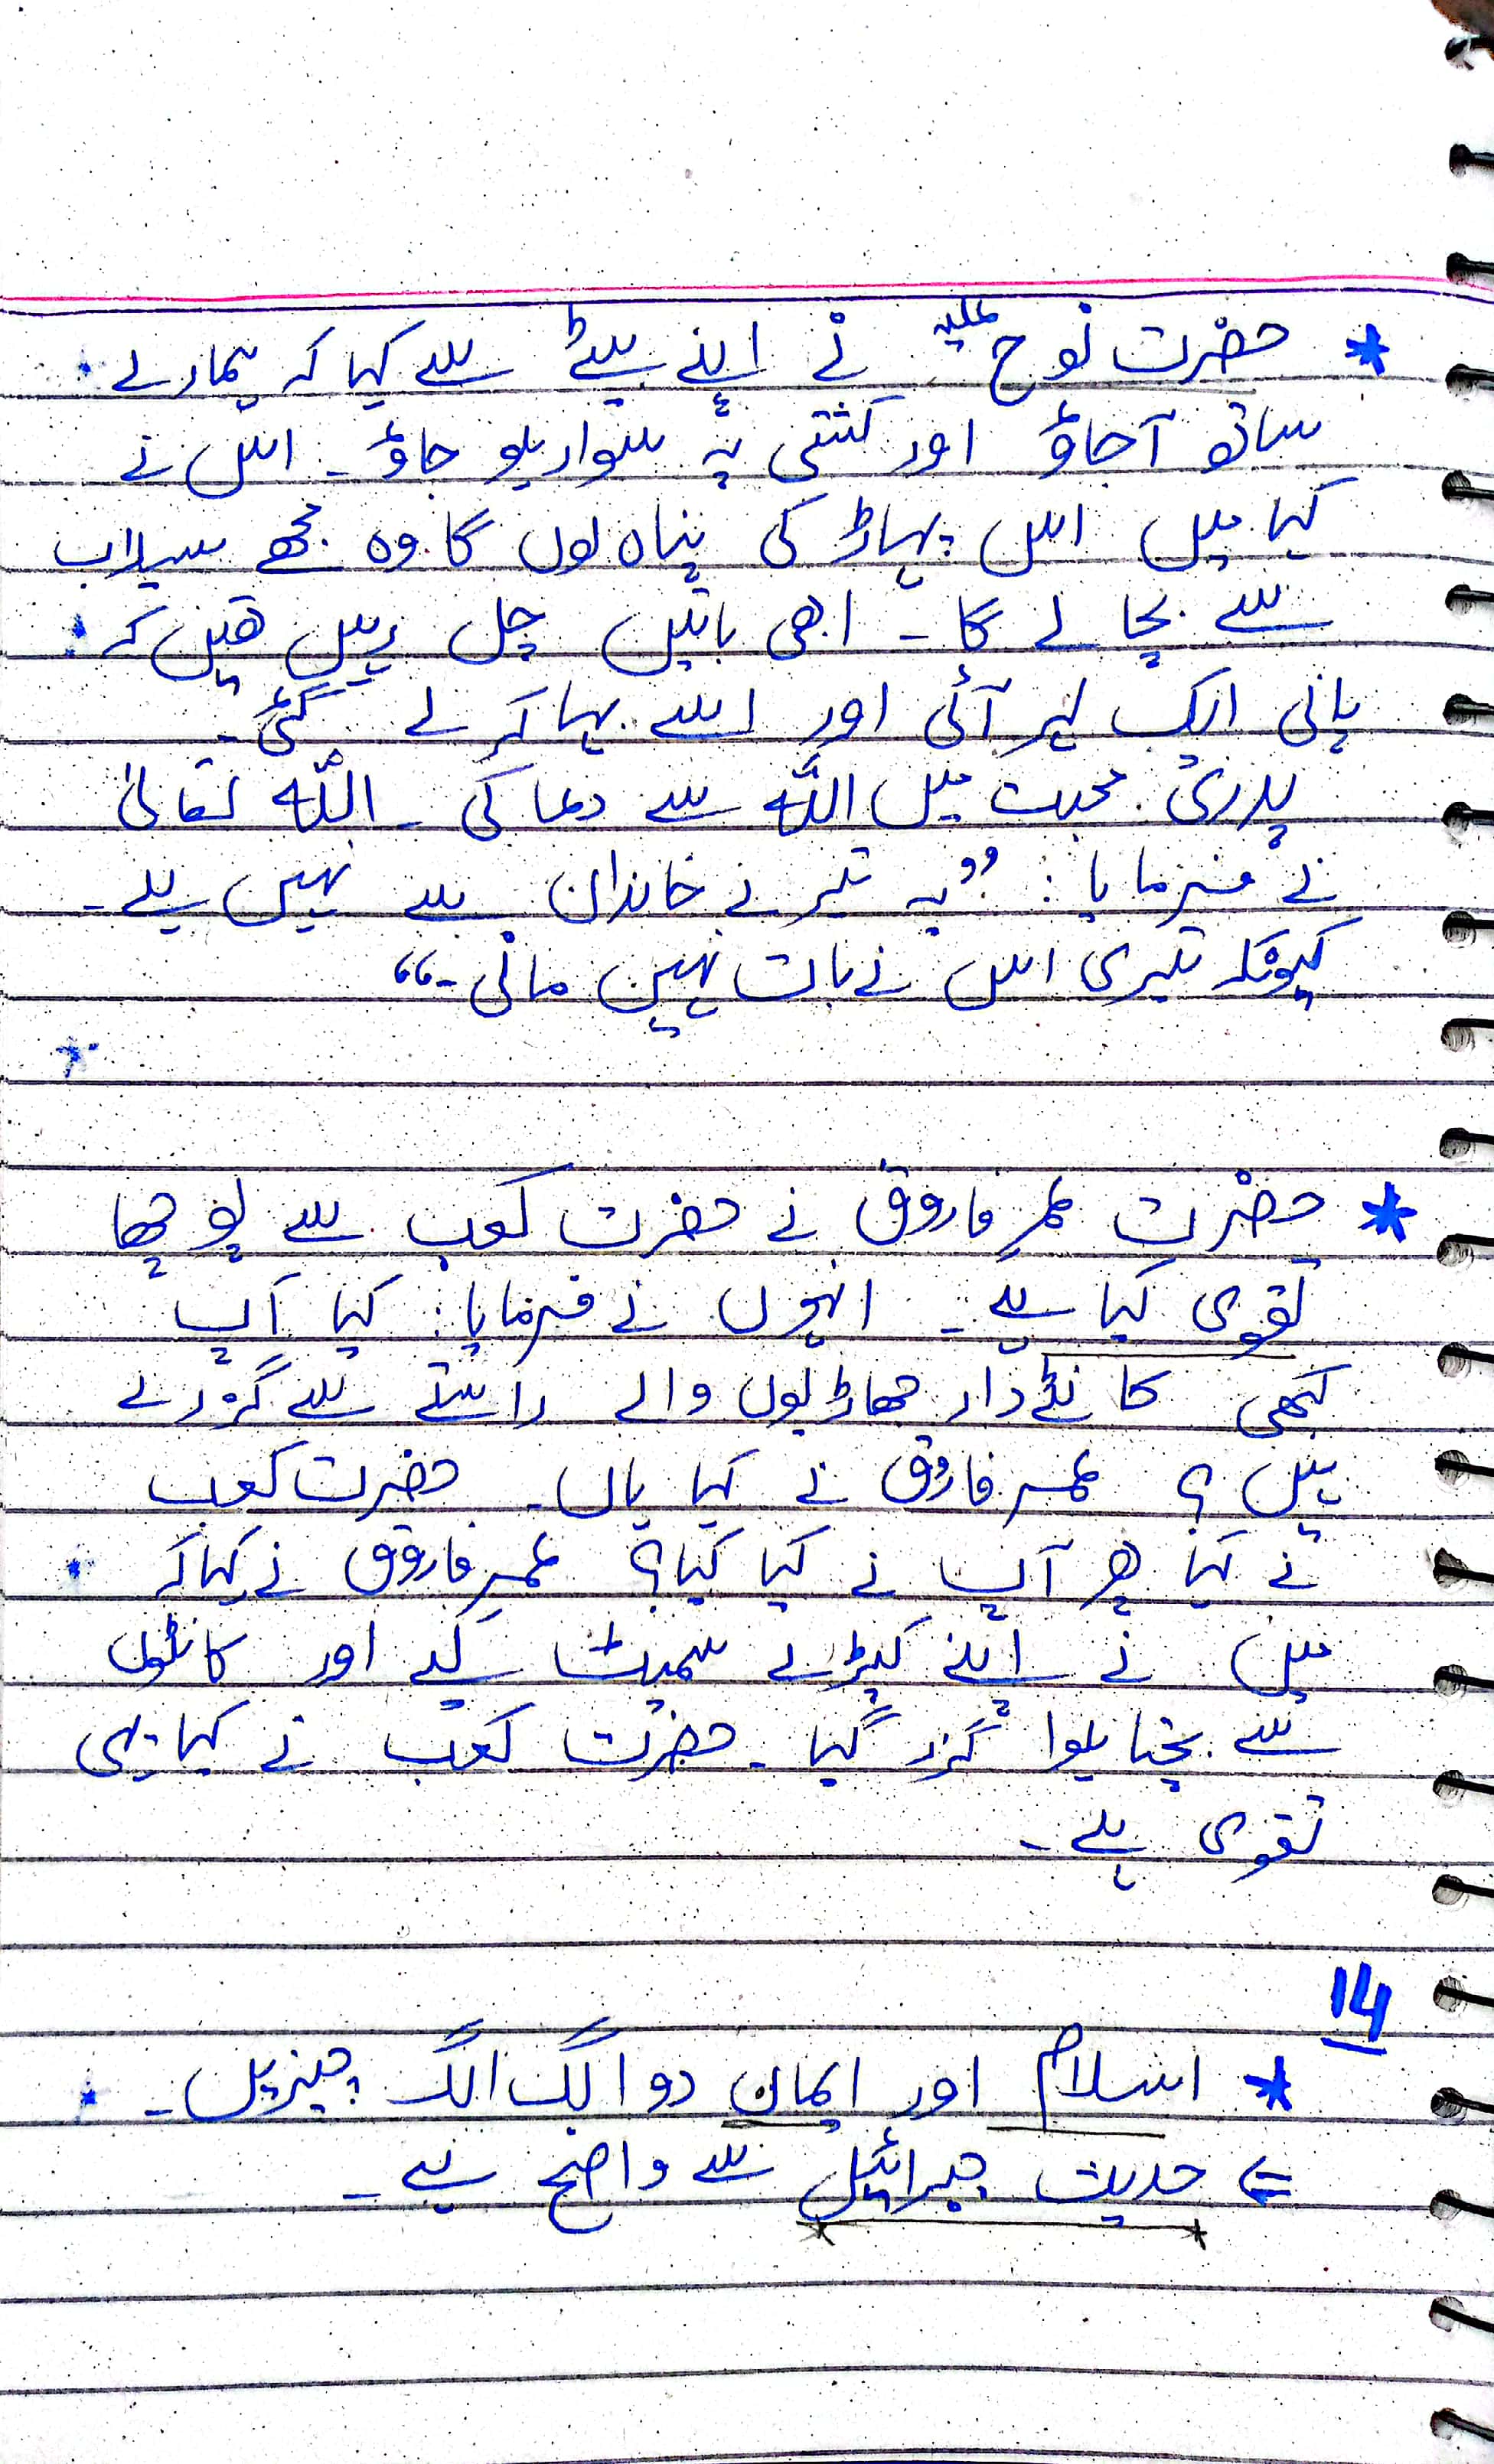 * حضرت نوح علیہ نے اپنے بیٹے سے کہا کہ ہمارے
ساتھ آجاؤ اور کشتی پہ سوار ہو جاؤ۔ اس نے
کہا میں اس پہاڑ کی پناہ لوں گا وہ مجھے سیلاب
سے بچا لے گا۔ ابھی باتیں چل رہیں تھیں کہ
پانی ایک لہر آئی اور اسے بہا کر لے گئی۔
پدری محبت میں اللہ سے دعا کی۔ اللہ تعالیٰ
نے فرمایا: ”یہ تیرے خاندان سے نہیں ہے۔
کیونکہ تیری اس نے بات نہیں مانی۔“
* حضرت عمر فاروق نے حضرت کعب سے پوچھا
تقوی کیا ہے۔ انہوں نے فرمایا: کیا آپ
کبھی کانٹے دار جھاڑیوں والے راستے سے گزرے
ہیں؟ عمر فاروق نے کہا ہاں۔ حضرت کعب
نے کہا پھر آپ نے کیا کیا؟ عمر فاروق نے کہا کہ
میں نے اپنے کپڑے سمیٹ لیے اور کانٹوں
سے بچتا ہوا گزر گیا۔ حضرت کعب نے کہا یہی
تقوی ہے۔
14
* اسلام اور ایمان دو الگ الگ چیزیں۔
⇐ حدیث جبرائیل سے واضح ہے۔